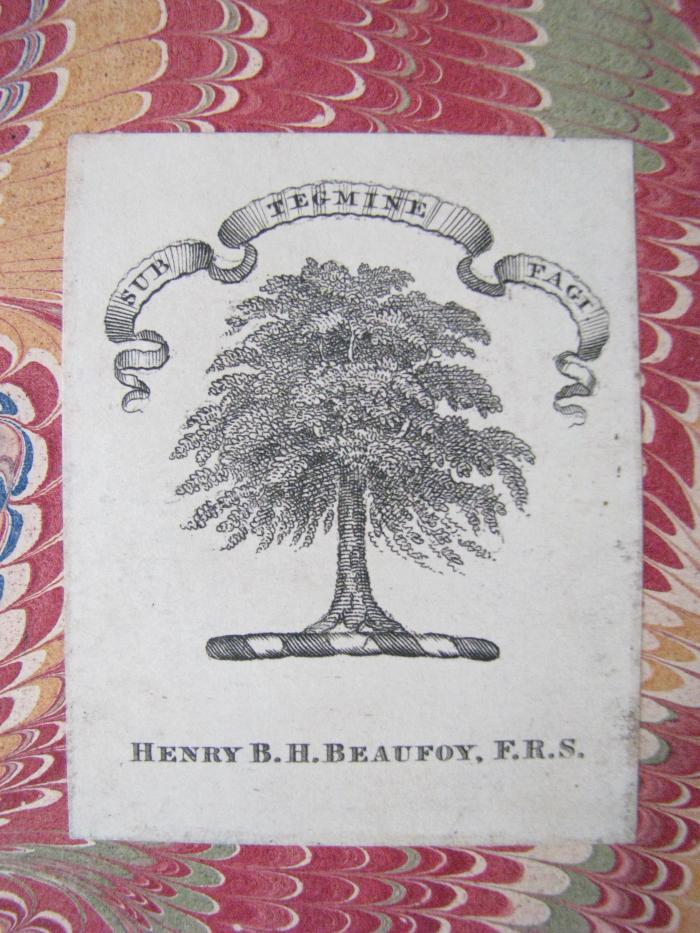 SUB TEGMINE FAGI
HENRY B. H. BEAUFOY, F.R.S.